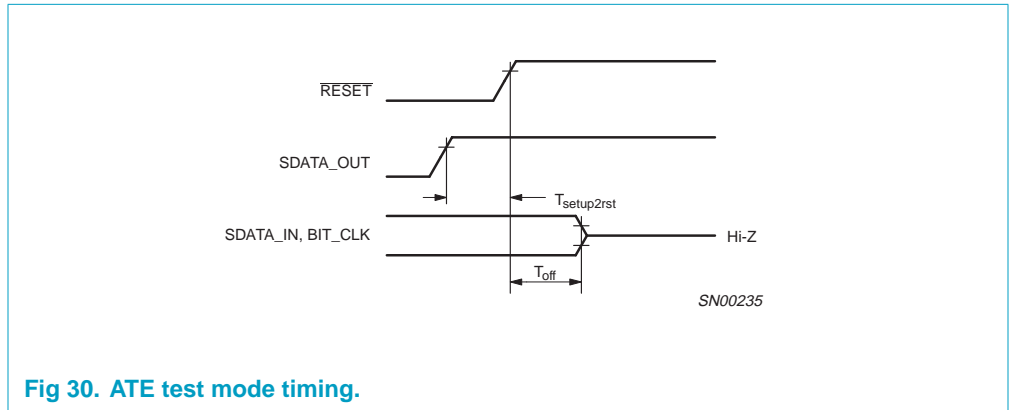 RESET
SDATA_OUT
Tsetup2rst
SDATA_IN, BIT_CLK
Hi-Z
Toff
SN00235
Fig 30. ATE test mode timing.